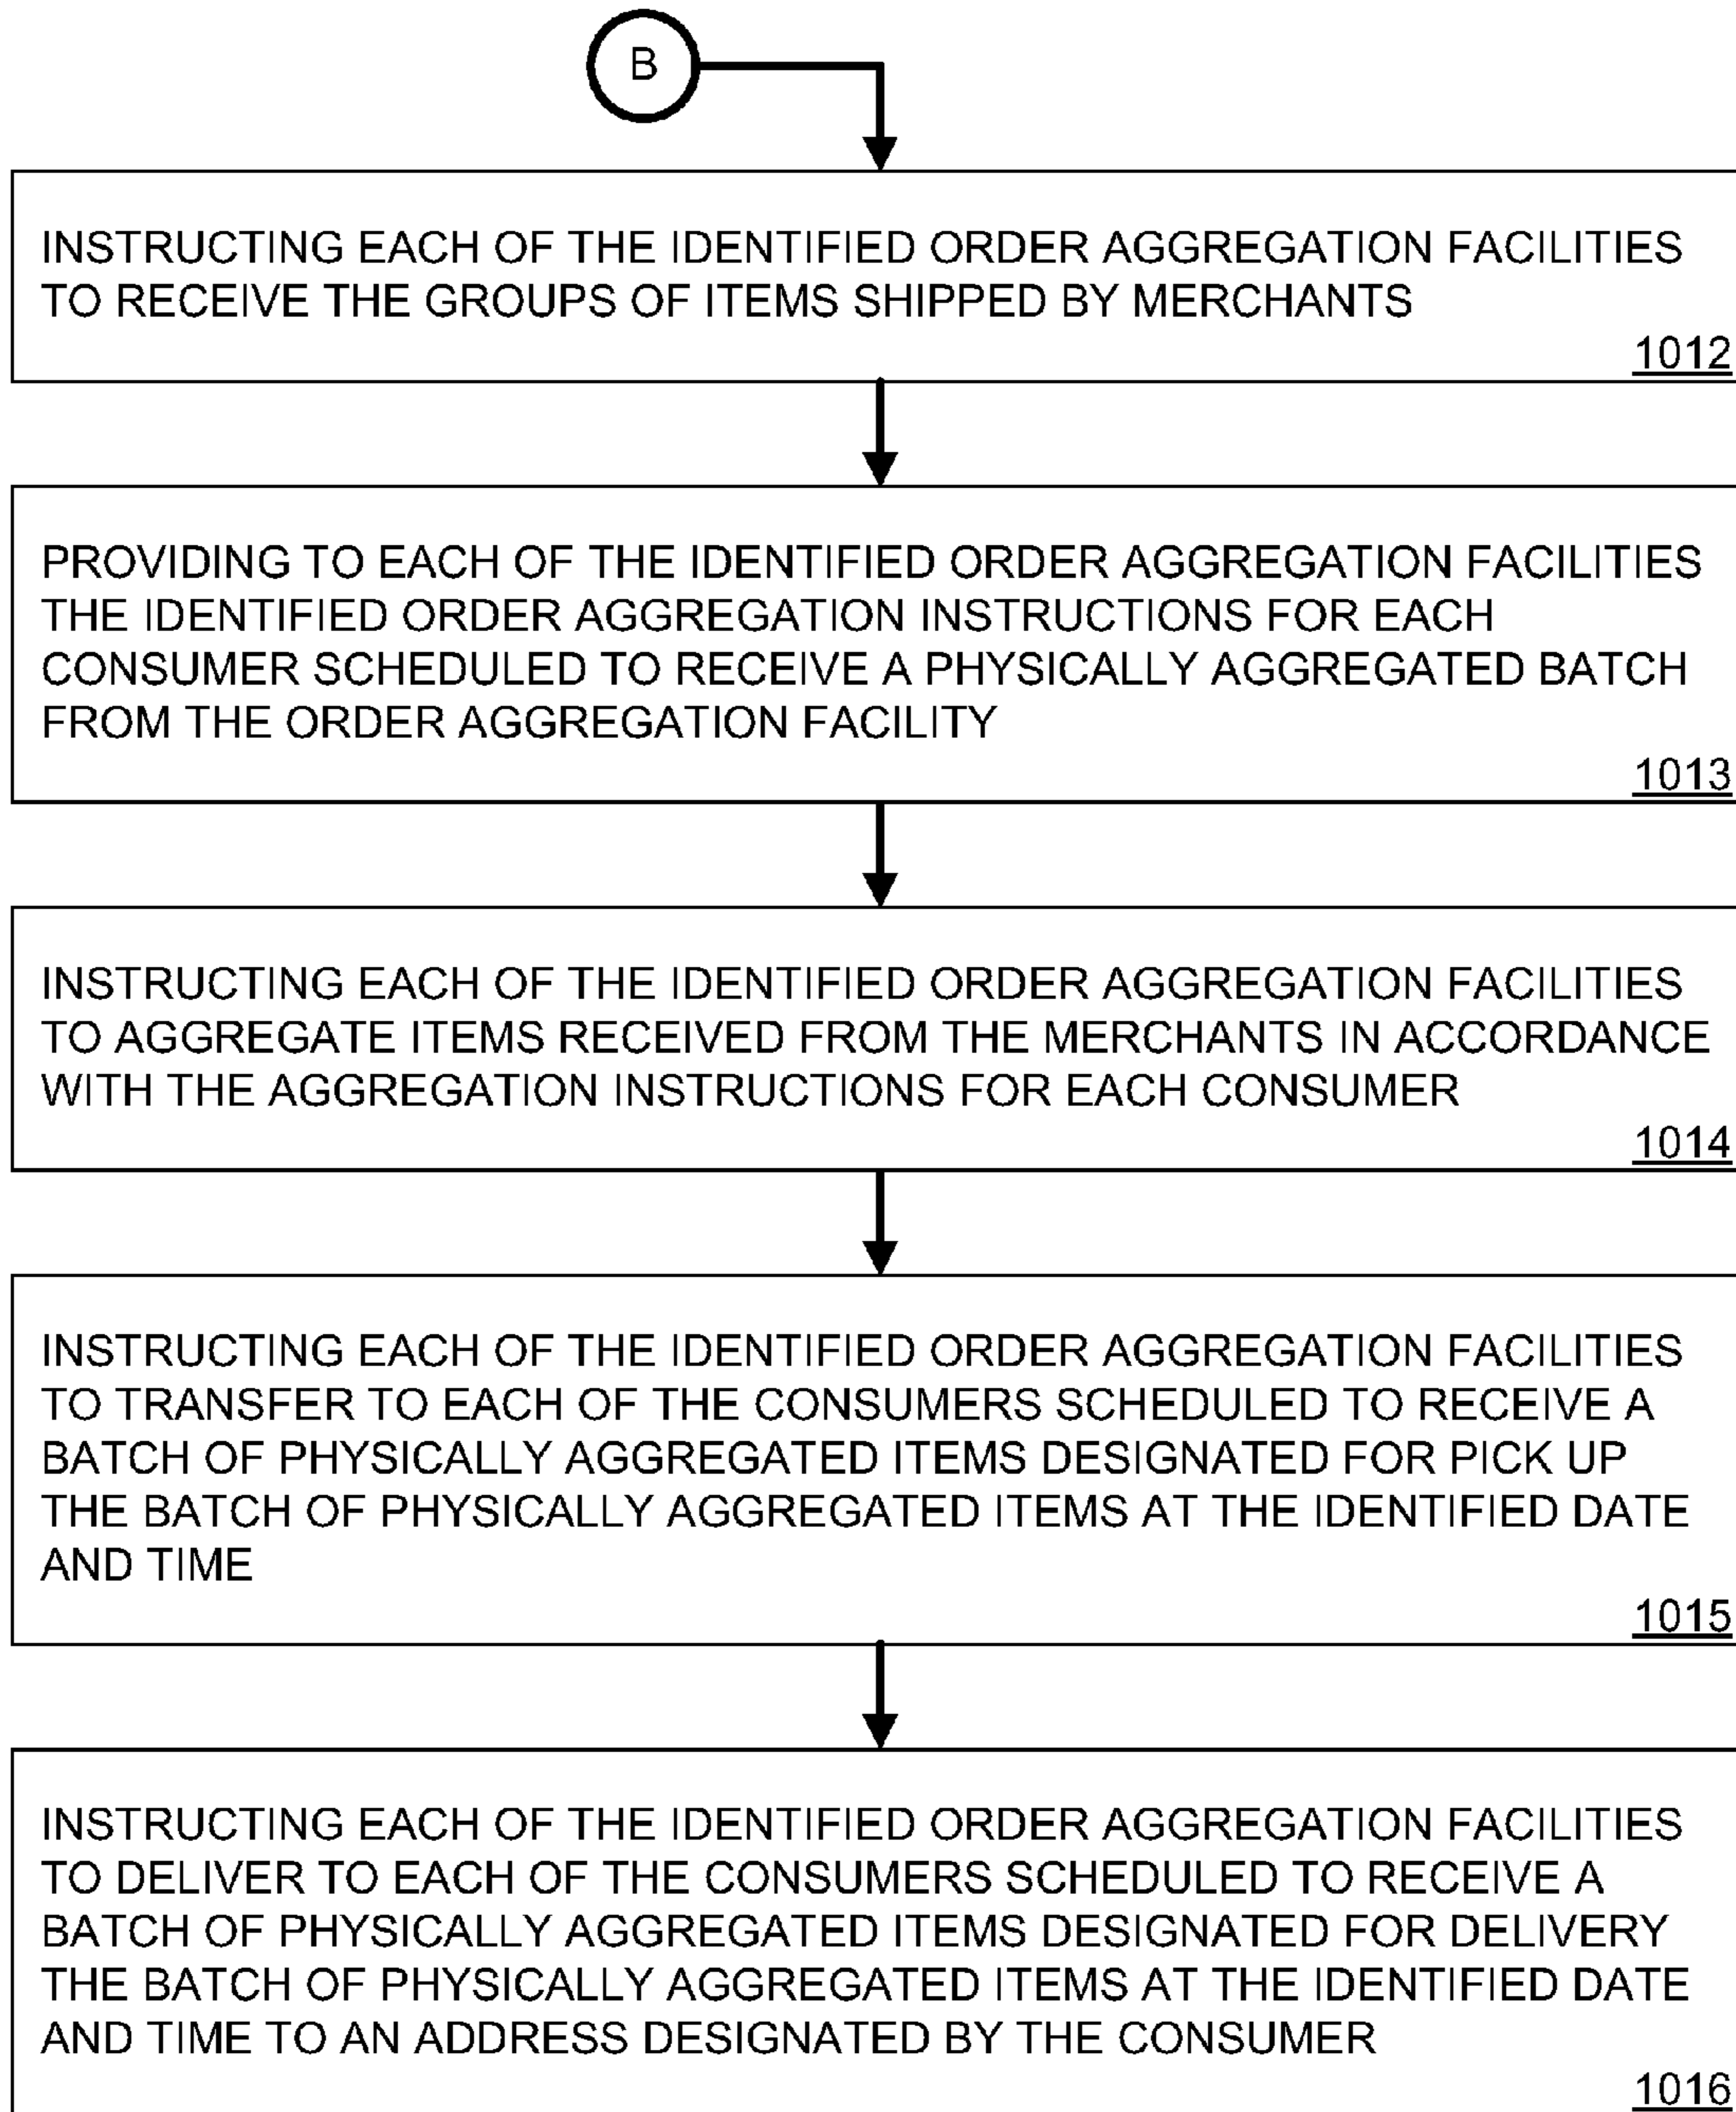 B
INSTRUCTING EACH OF THE IDENTIFIED ORDER AGGREGATION FACILITIES
TO RECEIVE THE GROUPS OF ITEMS SHIPPED BY MERCHANTS
1012
PROVIDING TO EACH OF THE IDENTIFIED ORDER AGGREGATION FACILITIES
THE IDENTIFIED ORDER AGGREGATION INSTRUCTIONS FOR EACH
CONSUMER SCHEDULED TO RECEIVE A PHYSICALLY AGGREGATED BATCH
FROM THE ORDER AGGREGATION FACILITY
1013
INSTRUCTING EACH OF THE IDENTIFIED ORDER AGGREGATION FACILITIES
TO AGGREGATE ITEMS RECEIVED FROM THE MERCHANTS IN ACCORDANCE
WITH THE AGGREGATION INSTRUCTIONS FOR EACH CONSUMER
1014
INSTRUCTING EACH OF THE IDENTIFIED ORDER AGGREGATION FACILITIES
TO TRANSFER TO EACH OF THE CONSUMERS SCHEDULED TO RECEIVE A
BATCH OF PHYSICALLY AGGREGATED ITEMS DESIGNATED FOR PICK UP
THE BATCH OF PHYSICALLY AGGREGATED ITEMS AT THE IDENTIFIED DATE
AND TIME
1015
INSTRUCTING EACH OF THE IDENTIFIED ORDER AGGREGATION FACILITIES
TO DELIVER TO EACH OF THE CONSUMERS SCHEDULED TO RECEIVE A
BATCH OF PHYSICALLY AGGREGATED ITEMS DESIGNATED FOR DELIVERY
THE BATCH OF PHYSICALLY AGGREGATED ITEMS AT THE IDENTIFIED DATE
AND TIME TO AN ADDRESS DESIGNATED BY THE CONSUMER
1016